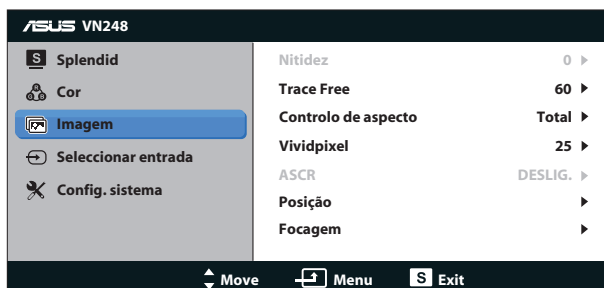 ASUS VN248
S Splendid
Cor
Imagem
Seleccionar entrada
Config. sistema
Nitidez 0
Trace Free 60
Controlo de aspecto Total
Vividpixel 25
ASCR DESLIG.
Posição
Focagem
Move Menu S Exit